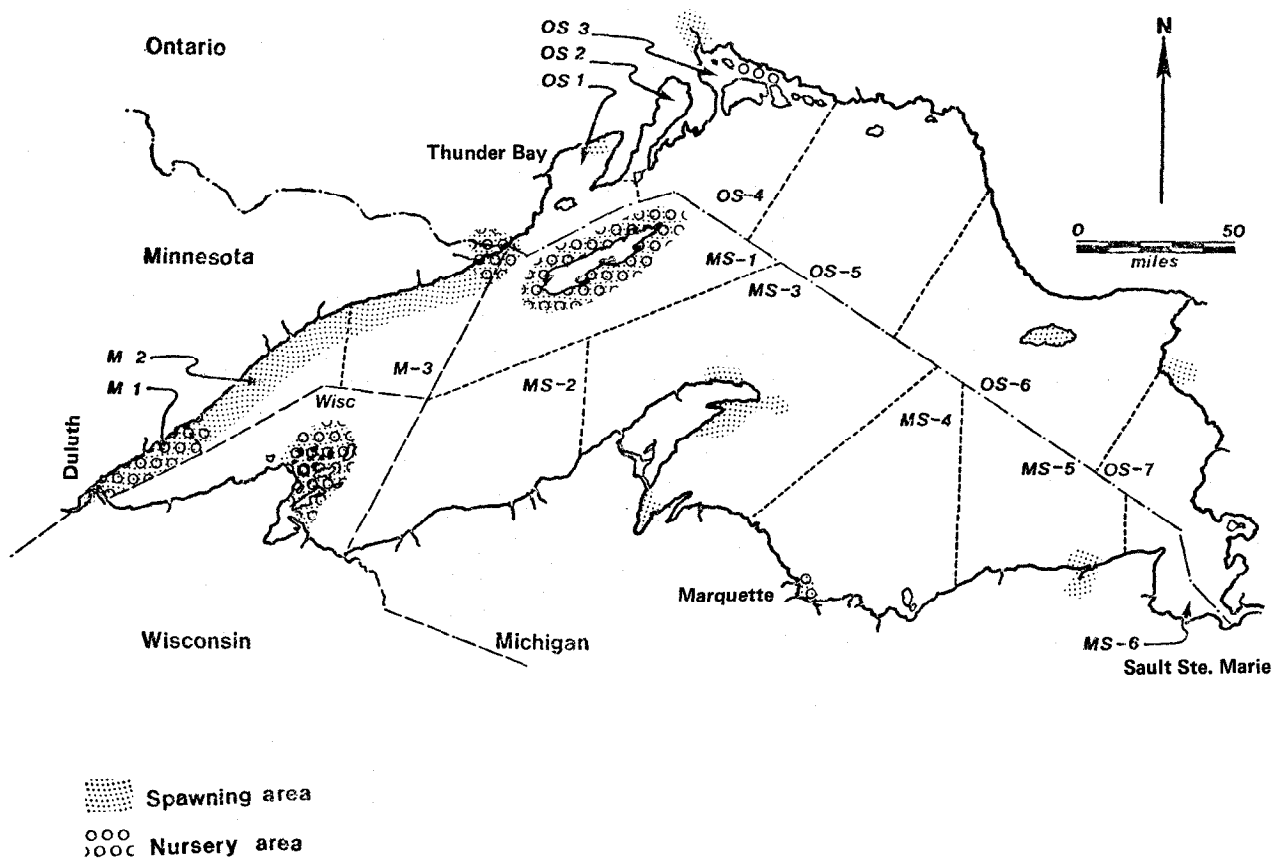 Ontario
OS 3
OS 2
OS 1
N
Thunder Bay
0 50
miles
OS-4
Minnesota
MS-1
OS-5
MS-3
M 2
M 1
M-3
MS-2
Wisc
OS-6
MS-4
Duluth
MS-5
OS-7
Marquette
Wisconsin
Michigan
MS-6
Sault Ste. Marie
Spawning area
Nursery area